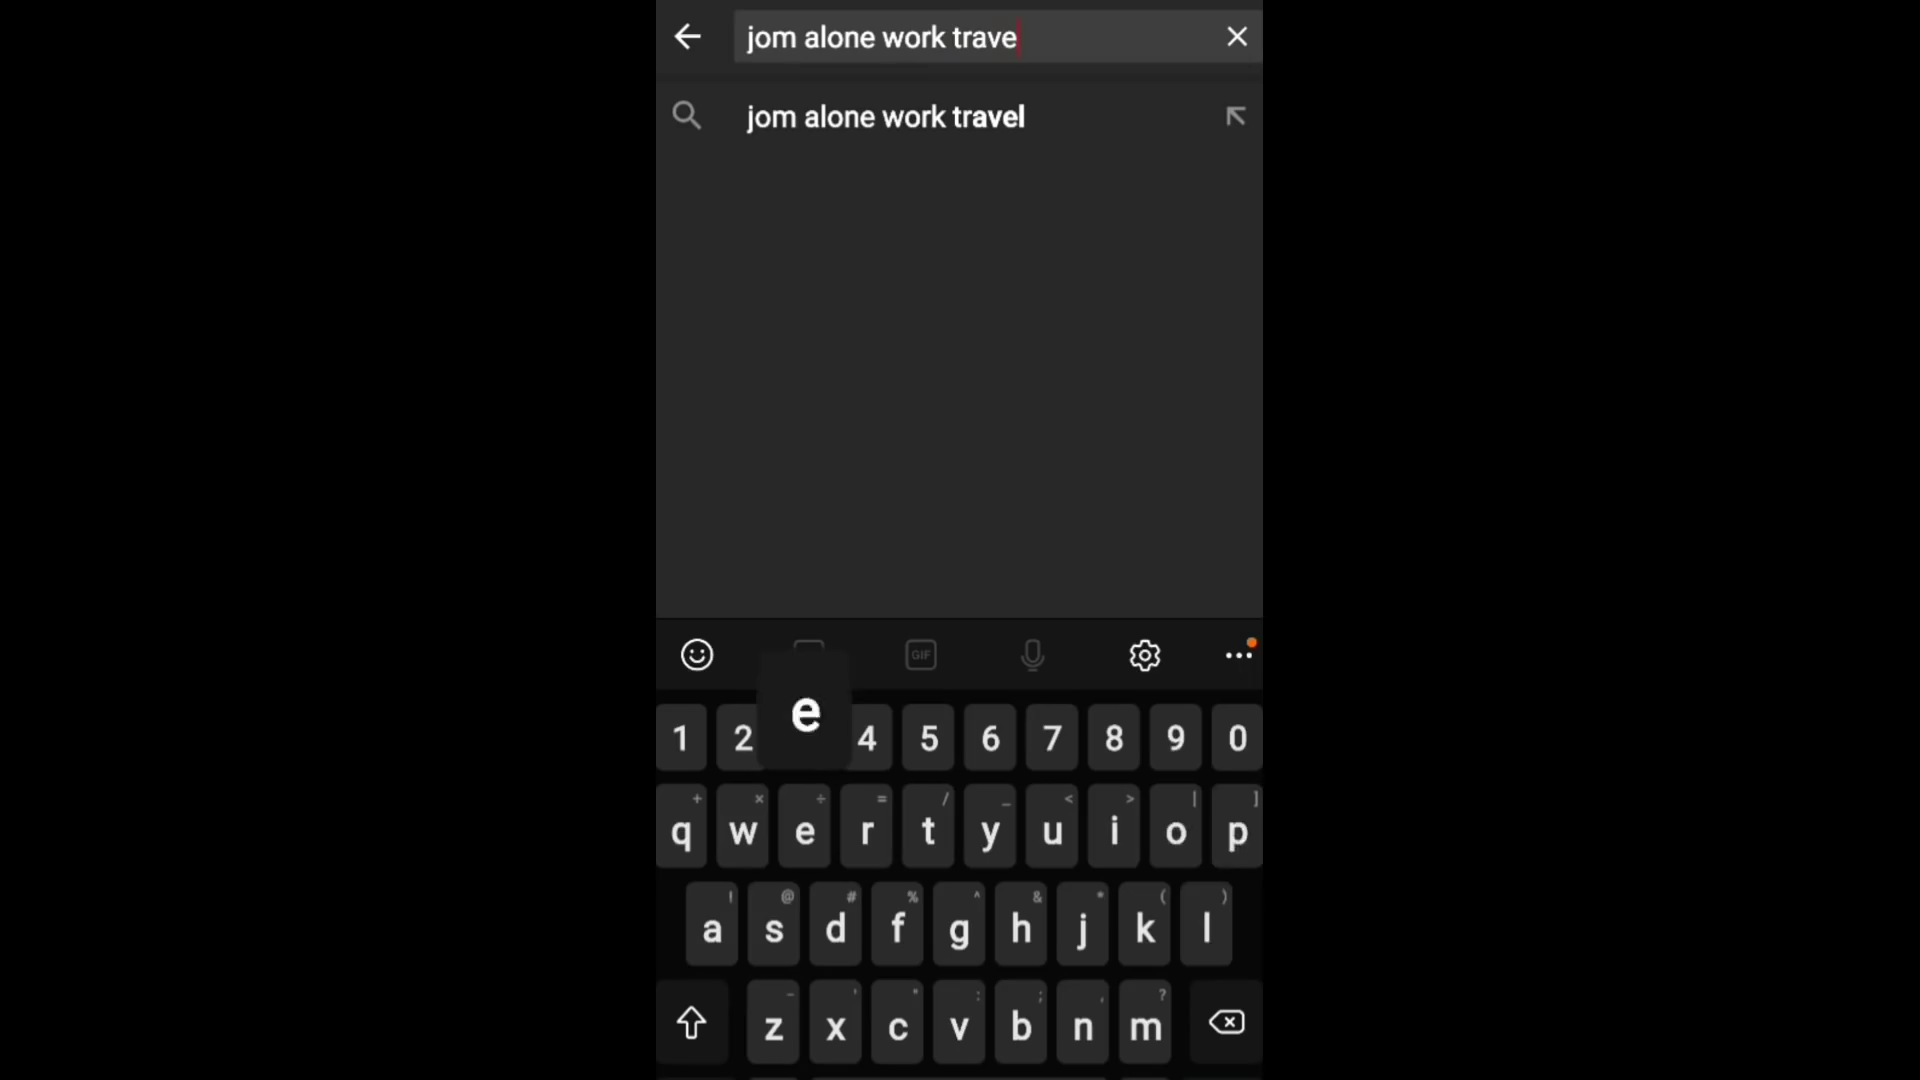 jom alone work trave
jom alone work travel
GIF
e
1 2 4 5 6 7 8 9 0
+ × ÷ = / _ < > | ]
q w e r t y u i o p
! @ # % ^ & * ( )
a s d f g h j k l
- ' " : ; , ?
z x c v b n m